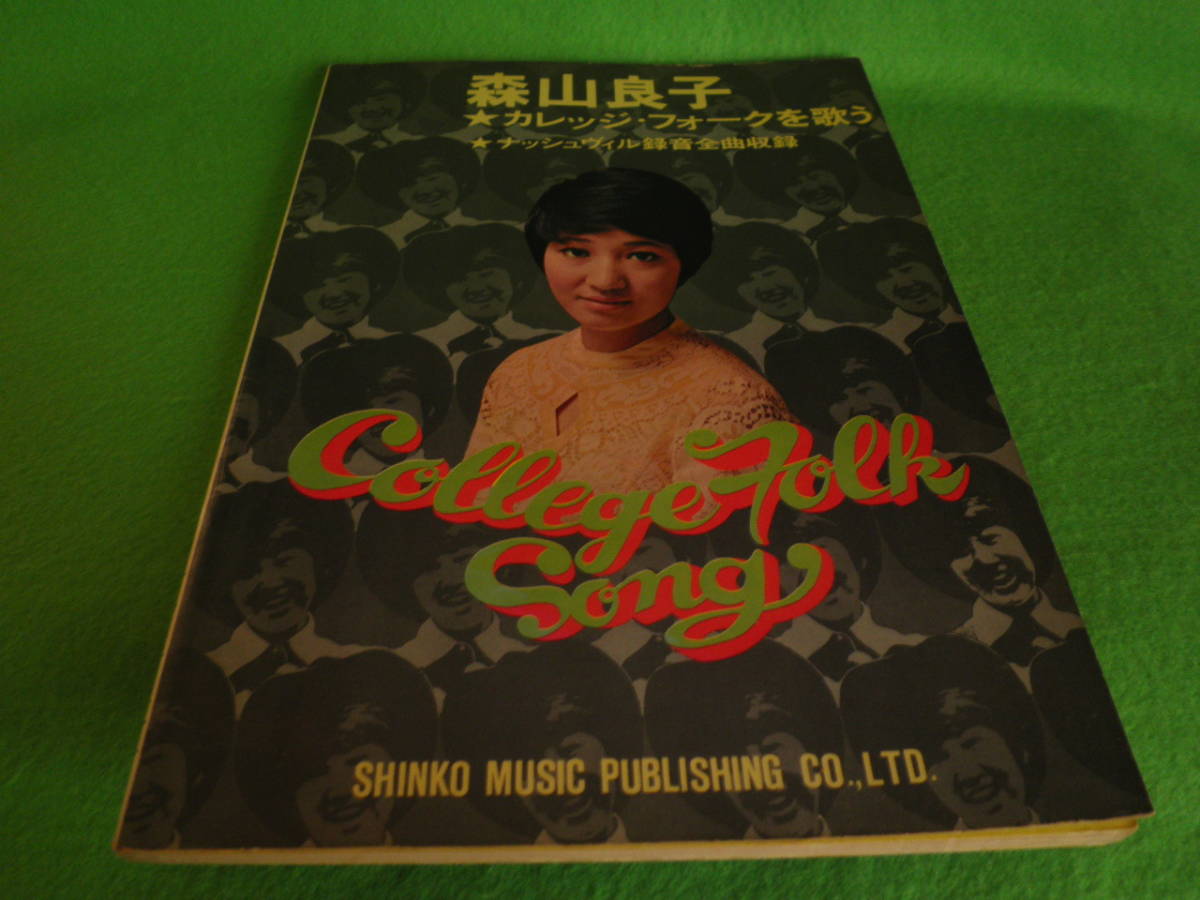 森山良子
★カレッジ・フォークを歌う
★ナッシュヴィル録音全曲収録
College Folk
Song
SHINKO MUSIC PUBLISHING CO.,LTD.